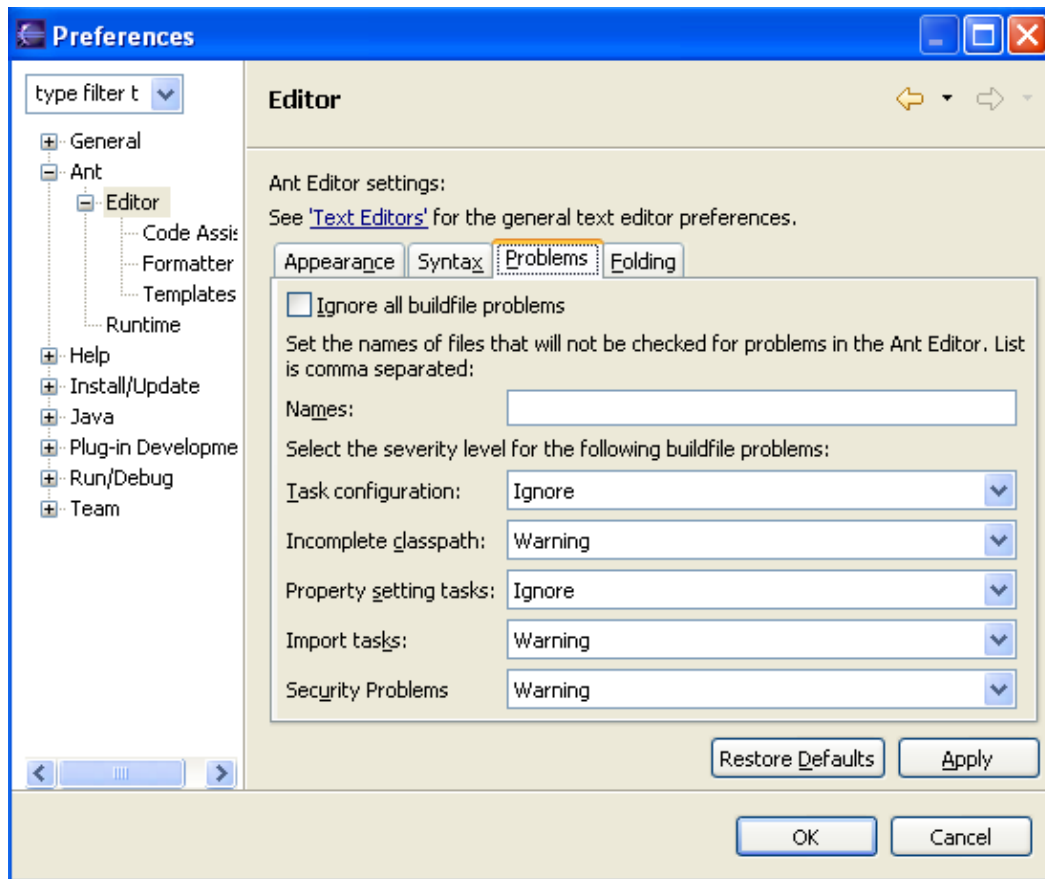 Preferences
type filter t
General
Ant
Editor
Code Assis
Formatter
Templates
Runtime
Help
Install/Update
Java
Plug-in Developme
Run/Debug
Team
Editor
Ant Editor settings:
See 'Text Editors' for the general text editor preferences.
Appearance Syntax Problems Folding
Ignore all buildfile problems
Set the names of files that will not be checked for problems in the Ant Editor. List
is comma separated:
Names:
Select the severity level for the following buildfile problems:
Task configuration: Ignore
Incomplete classpath: Warning
Property setting tasks: Ignore
Import tasks: Warning
Security Problems Warning
Restore Defaults Apply
OK Cancel